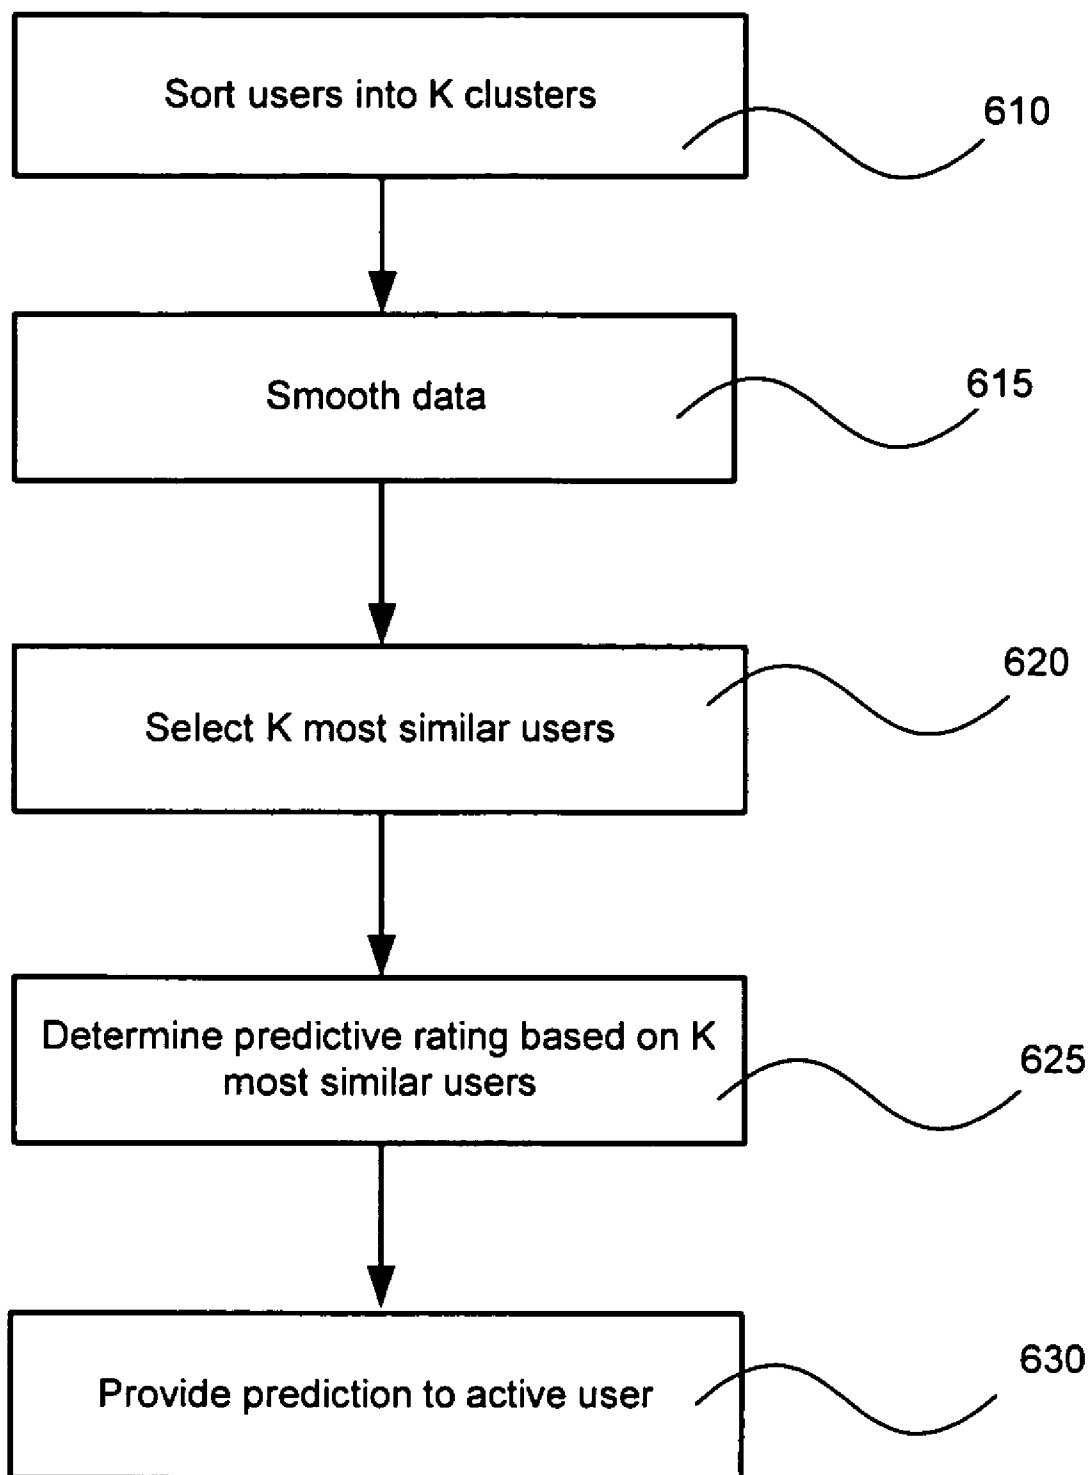 Sort users into K clusters
610
Smooth data
615
620
Select K most similar users
Determine predictive rating based on K
most similar users
625
630
Provide prediction to active user